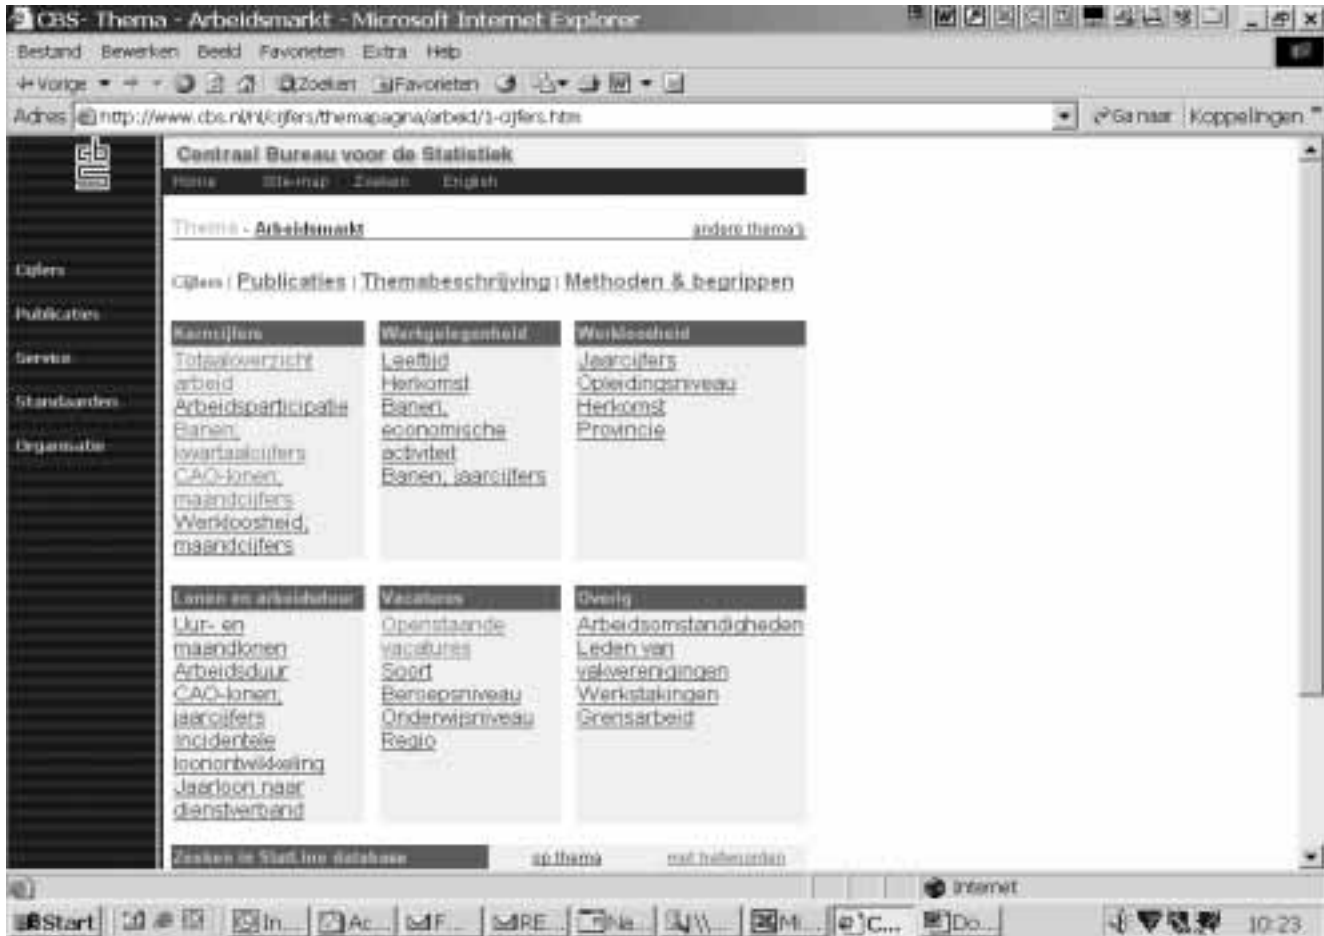 CBS- Thema - Arbeidsmarkt - Microsoft Internet Explorer
Bestand Bewerken Beeld Favorieten Extra Help
Vorige Zoeken Favorieten
Adres http://www.cbs.nl/nl/cijfers/themapagina/arbeid/1-cijfers.htm Ga naar Koppelingen
Centraal Bureau voor de Statistiek
Home Site-map Zoeken English
Thema - Arbeidsmarkt andere thema's
Cijfers
Publicaties
Service
Standaarden
Organisatie
Cijfers | Publicaties | Themabeschrijving | Methoden & begrippen
Kerncijfers
Totaaloverzicht
arbeid
Arbeidsparticipatie
Banen,
kwartaalcijfers
CAO-lonen,
maandcijfers
Werkloosheid,
maandcijfers
Werkgelegenheid
Leeftijd
Herkomst
Banen,
economische
activiteit
Banen, jaarcijfers
Werkloosheid
Jaarcijfers
Opleidingsniveau
Herkomst
Provincie
Lonen en arbeidsduur
Uur- en
maandlonen
Arbeidsduur
CAO-lonen,
jaarcijfers
Incidentele
loonontwikkeling
Jaarloon naar
dienstverband
Vacatures
Openstaande
vacatures
Soort
Beroepsniveau
Onderwijsniveau
Regio
Overig
Arbeidsomstandigheden
Leden van
vakverenigingen
Werkstakingen
Grensarbeid
Zoeken in StatLine database op thema met trefwoorden
Internet
Start In... Ac... F... RE... Ne... \\... Mi... C... Do... 10:23